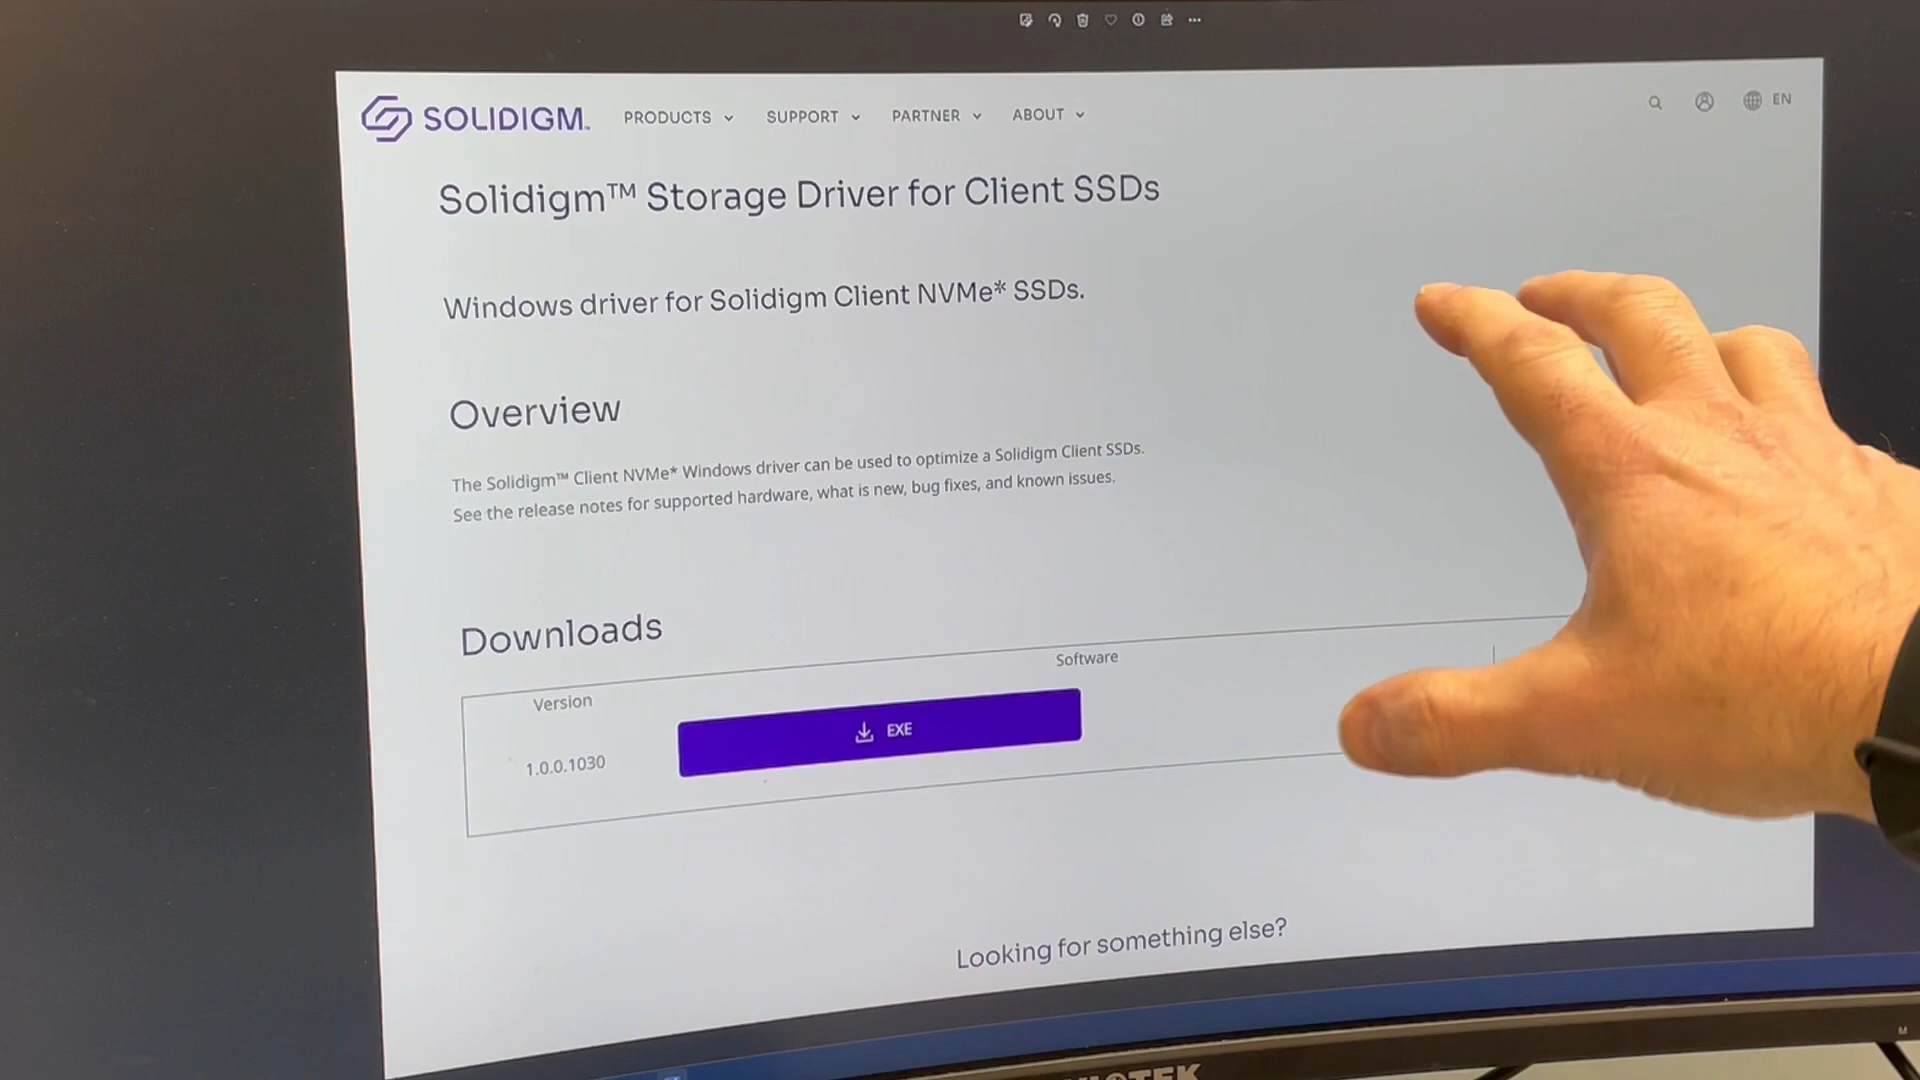 SOLIDIGM™ PRODUCTS SUPPORT PARTNER ABOUT EN
Solidigm™ Storage Driver for Client SSDs
Windows driver for Solidigm Client NVMe* SSDs.
Overview
The Solidigm™ Client NVMe* Windows driver can be used to optimize a Solidigm Client SSDs.
See the release notes for supported hardware, what is new, bug fixes, and known issues.
Downloads
Version Software
1.0.0.1030 EXE
Looking for something else?
M